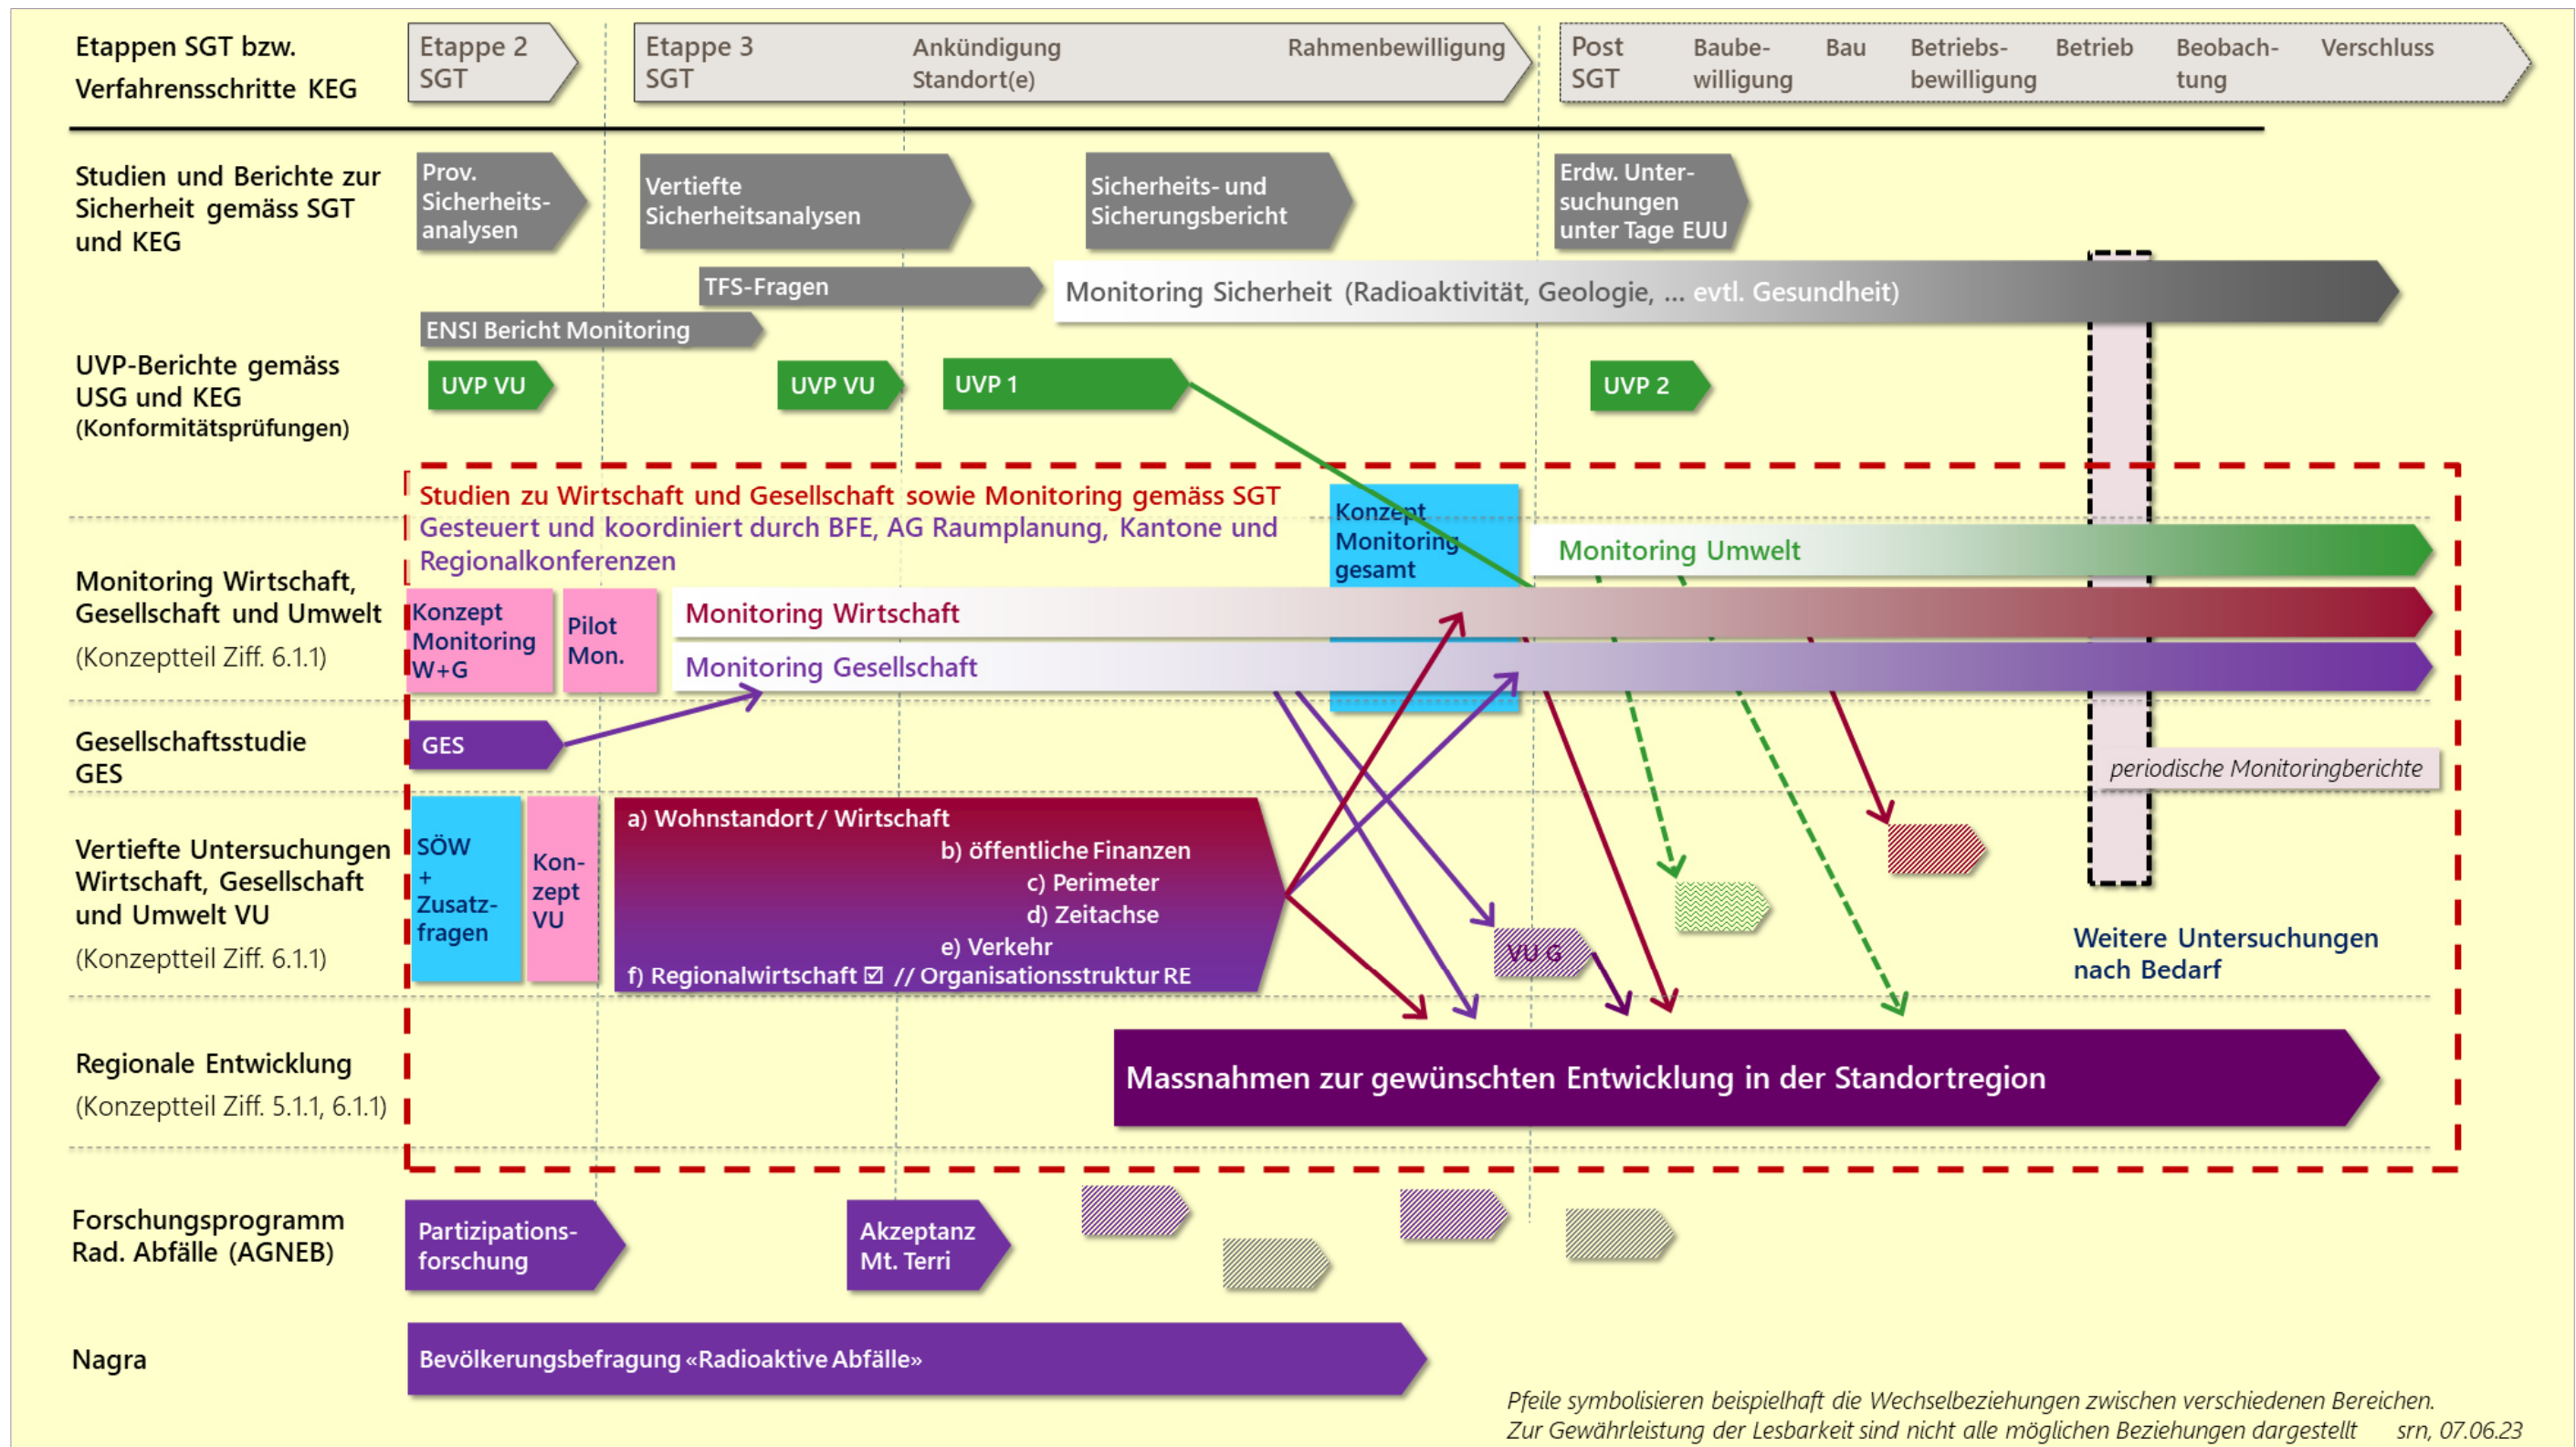 Etappen SGT bzw.
Verfahrensschritte KEG
Etappe 2
SGT
Etappe 3
SGT
Ankündigung
Standort(e)
Rahmenbewilligung
Post
SGT
Baube-
willigung
Bau
Betriebs-
bewilligung
Betrieb
Beobach-
tung
Verschluss
Studien und Berichte zur
Sicherheit gemäss SGT
und KEG
Prov.
Sicherheits-
analysen
Vertiefte
Sicherheitsanalysen
Sicherheits- und
Sicherungsbericht
Erdw. Unter-
suchungen
unter Tage EUU
TFS-Fragen
Monitoring Sicherheit (Radioaktivität, Geologie, ... evtl. Gesundheit)
ENSI Bericht Monitoring
UVP-Berichte gemäss
USG und KEG
(Konformitätsprüfungen)
UVP VU
UVP VU
UVP 1
UVP 2
Studien zu Wirtschaft und Gesellschaft sowie Monitoring gemäss SGT
Gesteuert und koordiniert durch BFE, AG Raumplanung, Kantone und
Regionalkonferenzen
Konzept
Monitoring
gesamt
Monitoring Umwelt
Monitoring Wirtschaft,
Gesellschaft und Umwelt
(Konzeptteil Ziff. 6.1.1)
Konzept
Monitoring
W+G
Pilot
Mon.
Monitoring Wirtschaft
Monitoring Gesellschaft
Gesellschaftsstudie
GES
GES
periodische Monitoringberichte
Vertiefte Untersuchungen
Wirtschaft, Gesellschaft
und Umwelt VU
(Konzeptteil Ziff. 6.1.1)
SÖW
+
Zusatz-
fragen
Kon-
zept
VU
a) Wohnstandort / Wirtschaft
b) öffentliche Finanzen
c) Perimeter
d) Zeitachse
e) Verkehr
f) Regionalwirtschaft ☑ // Organisationsstruktur RE
VU G
Weitere Untersuchungen
nach Bedarf
Regionale Entwicklung
(Konzeptteil Ziff. 5.1.1, 6.1.1)
Massnahmen zur gewünschten Entwicklung in der Standortregion
Forschungsprogramm
Rad. Abfälle (AGNEB)
Partizipations-
forschung
Akzeptanz
Mt. Terri
Nagra
Bevölkerungsbefragung «Radioaktive Abfälle»
Pfeile symbolisieren beispielhaft die Wechselbeziehungen zwischen verschiedenen Bereichen.
Zur Gewährleistung der Lesbarkeit sind nicht alle möglichen Beziehungen dargestellt srn, 07.06.23